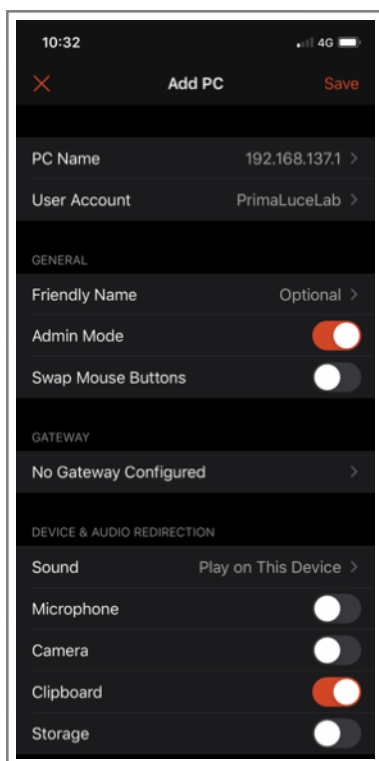 10:32 4G
Add PC Save
PC Name 192.168.137.1
User Account PrimaLuceLab
GENERAL
Friendly Name Optional
Admin Mode
Swap Mouse Buttons
GATEWAY
No Gateway Configured
DEVICE & AUDIO REDIRECTION
Sound Play on This Device
Microphone
Camera
Clipboard
Storage